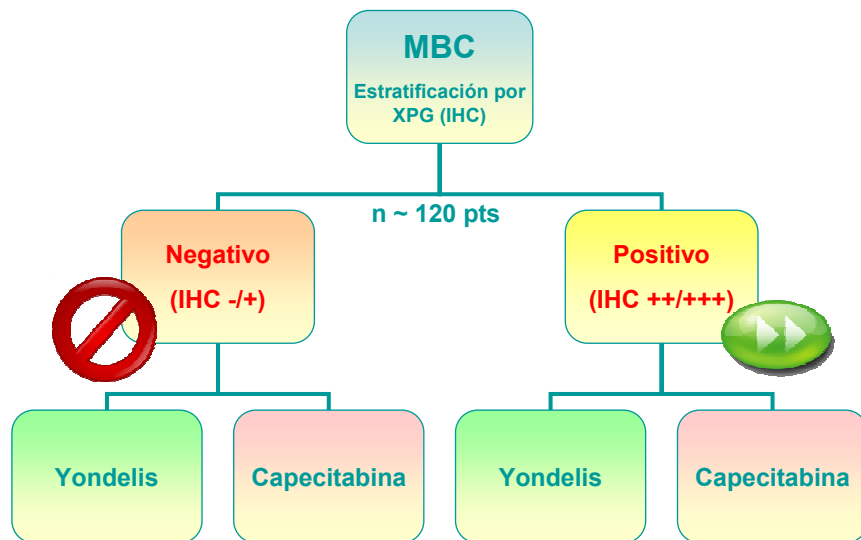 MBC
Estratificación por
XPG (IHC)
n ~ 120 pts
Negativo
(IHC -/+)
Positivo
(IHC ++/+++)
Yondelis
Capecitabina
Yondelis
Capecitabina